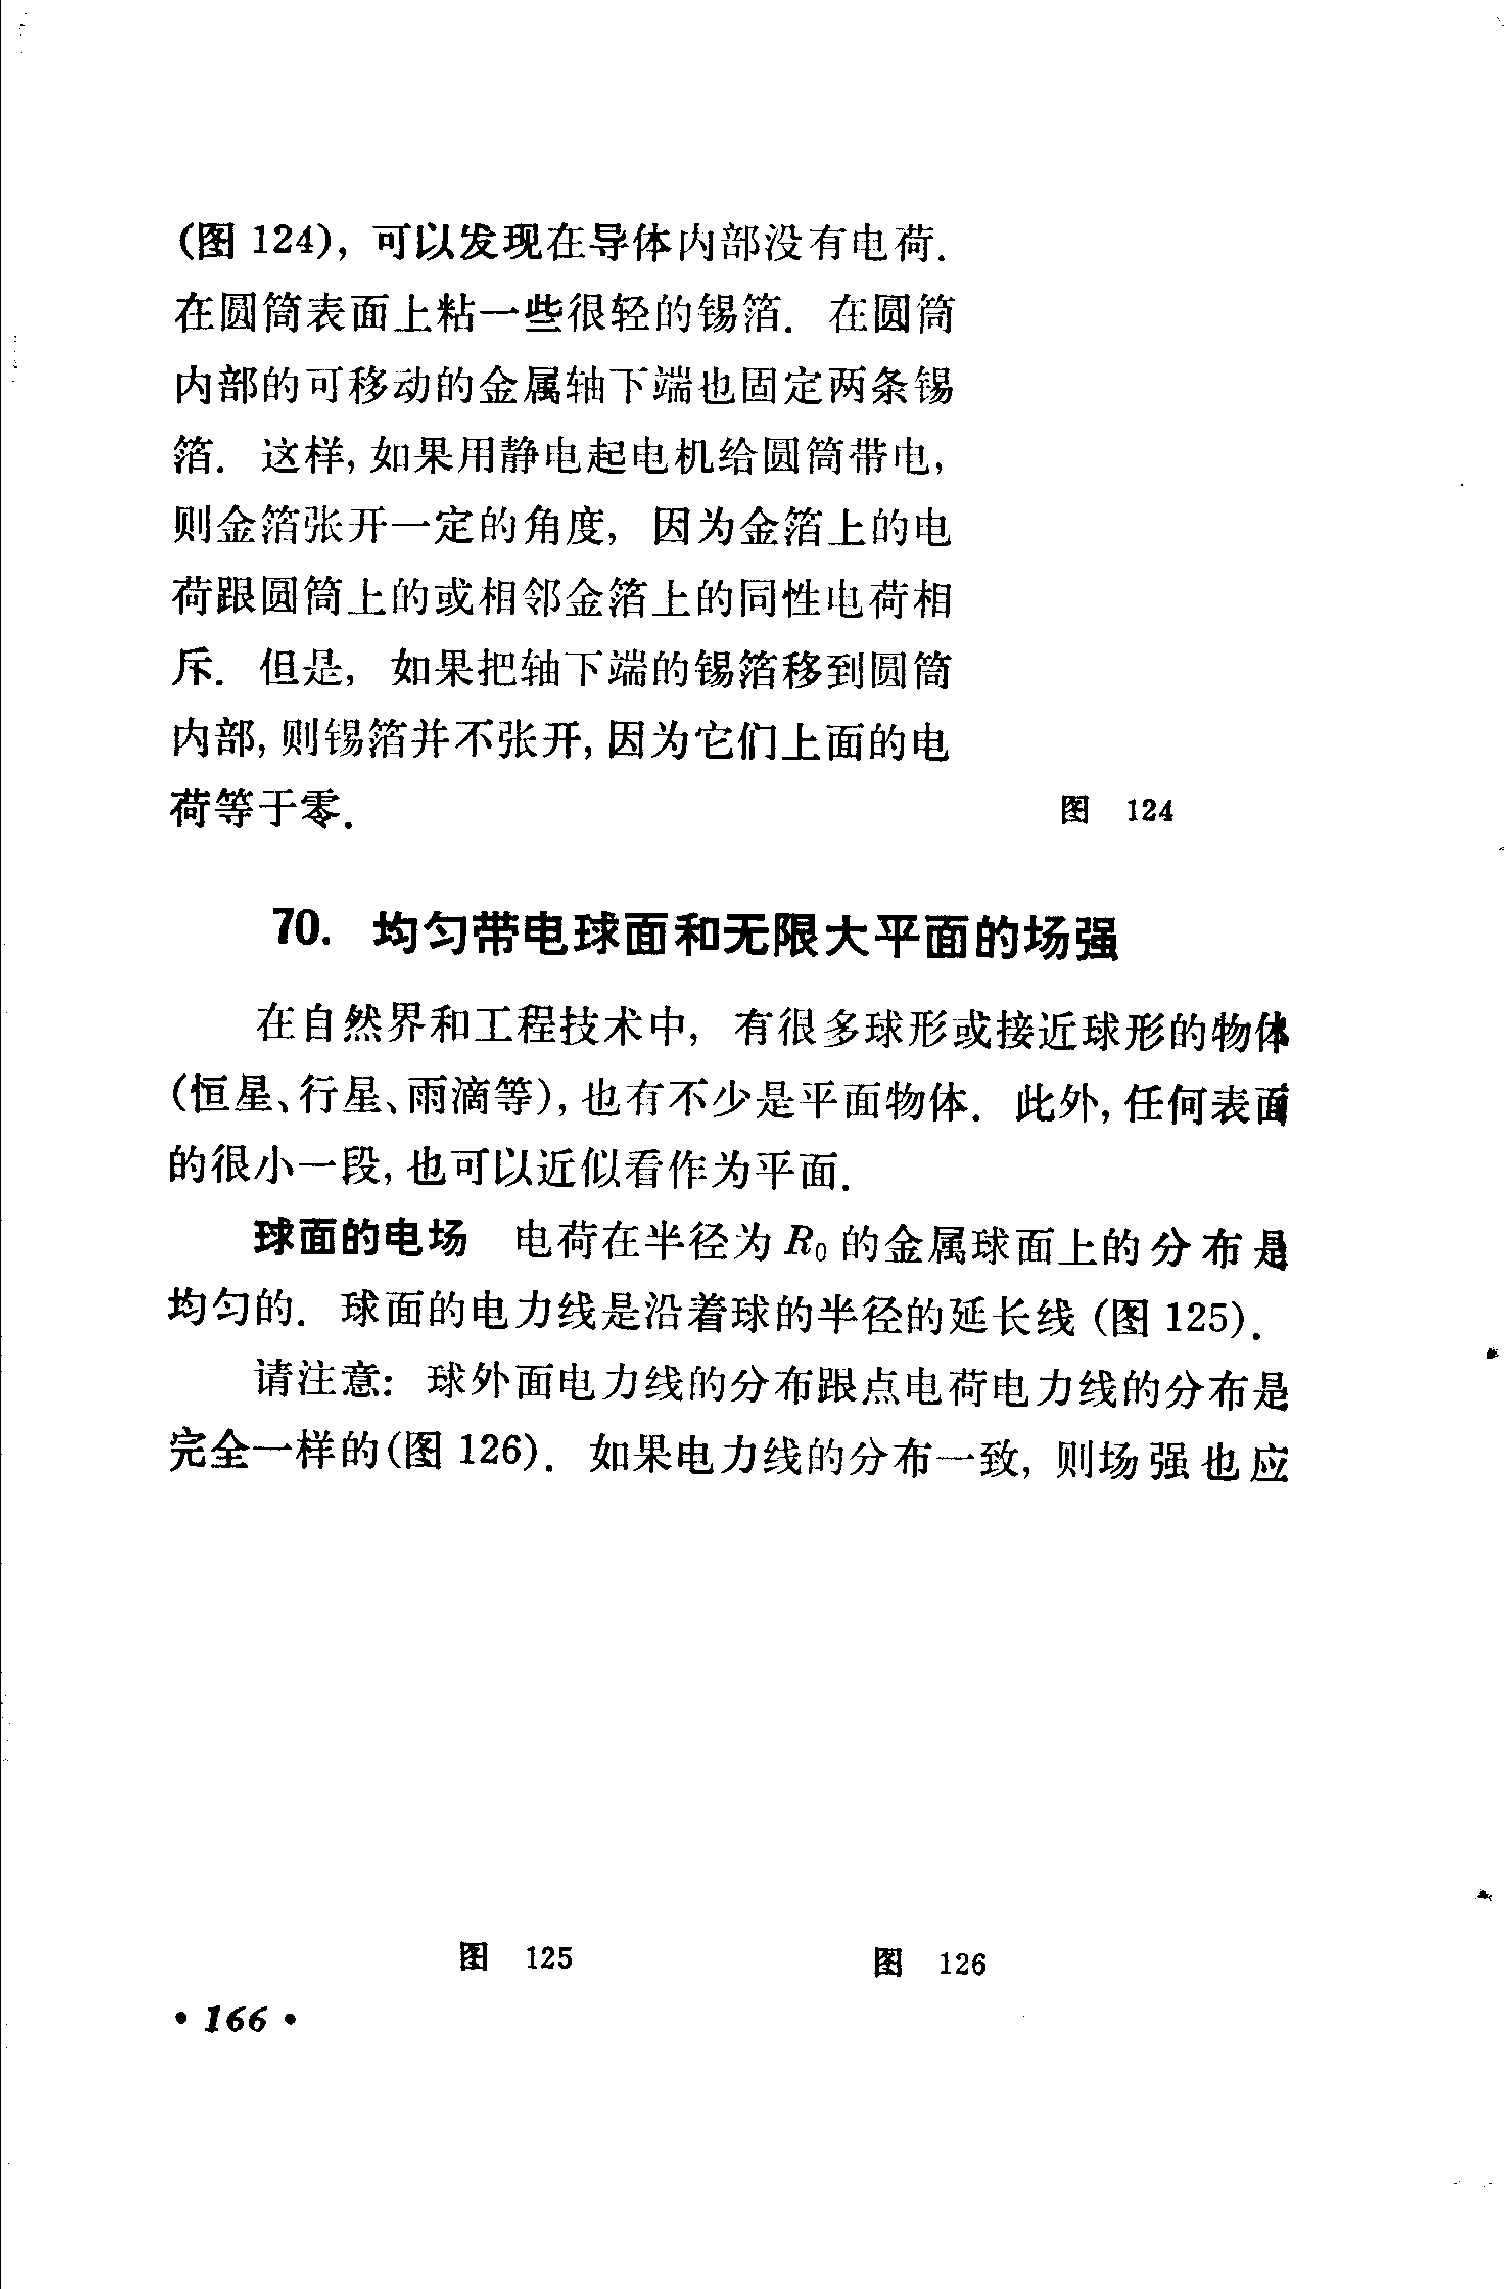 (图 124), 可以发现在导体内部没有电荷.
在圆筒表面上粘一些很轻的锡箔. 在圆筒
内部的可移动的金属轴下端也固定两条锡
箔. 这样, 如果用静电起电机给圆筒带电,
则金箔张开一定的角度, 因为金箔上的电
荷跟圆筒上的或相邻金箔上的同性电荷相
斥. 但是, 如果把轴下端的锡箔移到圆筒
内部, 则锡箔并不张开, 因为它们上面的电
荷等于零.
图 124
70. 均匀带电球面和无限大平面的场强
在自然界和工程技术中, 有很多球形或接近球形的物体
(恒星、行星、雨滴等), 也有不少是平面物体. 此外, 任何表面
的很小一段, 也可以近似看作为平面.
球面的电场 电荷在半径为 R₀ 的金属球面上的分布是
均匀的. 球面的电力线是沿着球的半径的延长线 (图 125).
请注意: 球外面电力线的分布跟点电荷电力线的分布是
完全一样的(图 126). 如果电力线的分布一致, 则场强也应
图 125
图 126
• 166 •